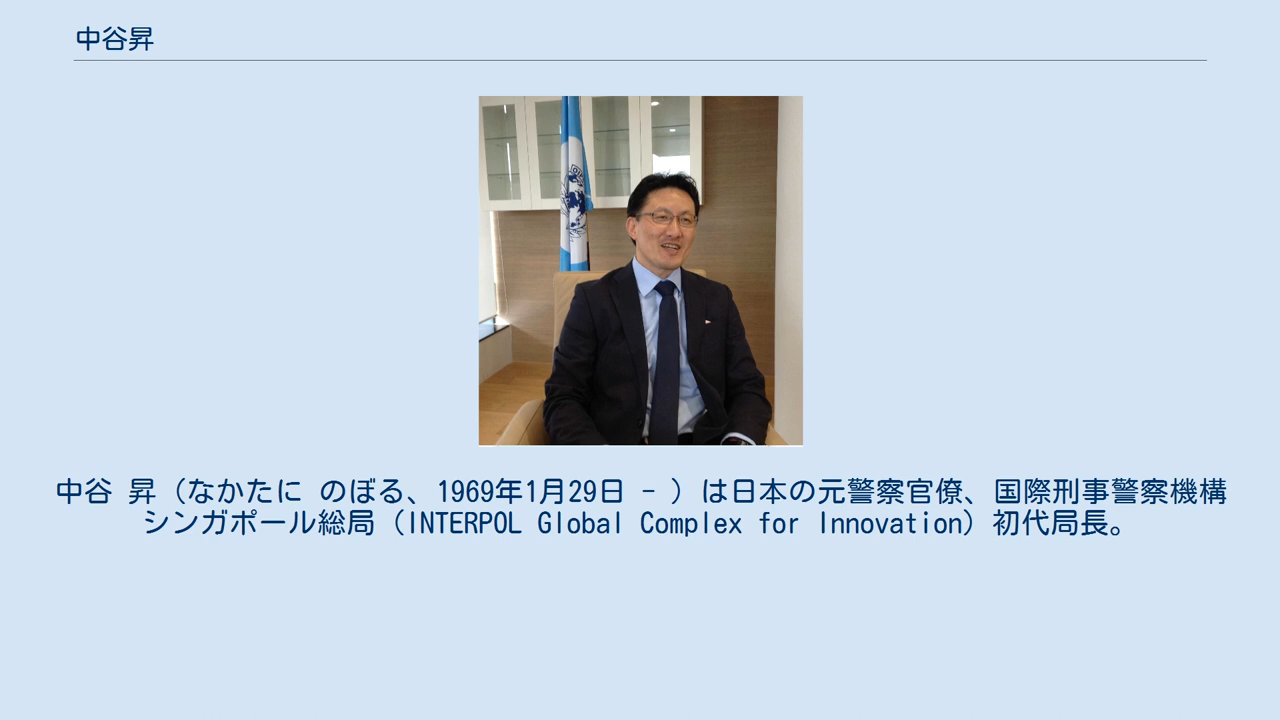 中谷昇
中谷 昇（なかたに のぼる、1969年1月29日 - ）は日本の元警察官僚、国際刑事警察機構
シンガポール総局（INTERPOL Global Complex for Innovation）初代局長。